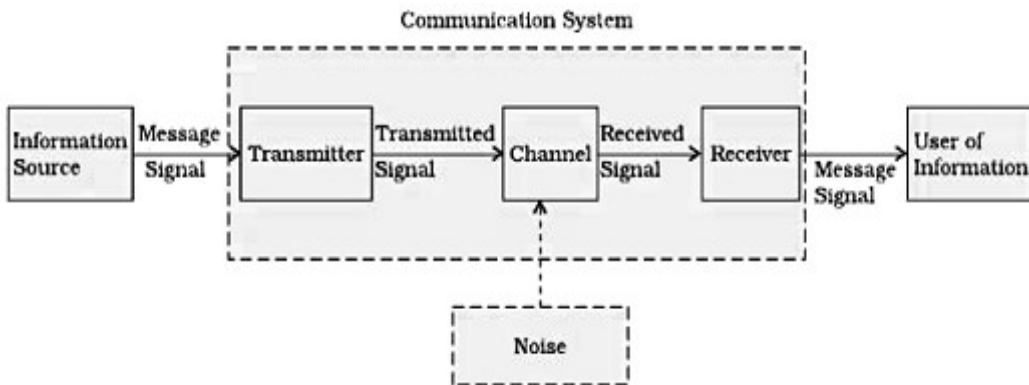 Communication System
Information
Source
Message
Signal
Transmitter
Transmitted
Signal
Channel
Received
Signal
Receiver
Message
Signal
User of
Information
Noise